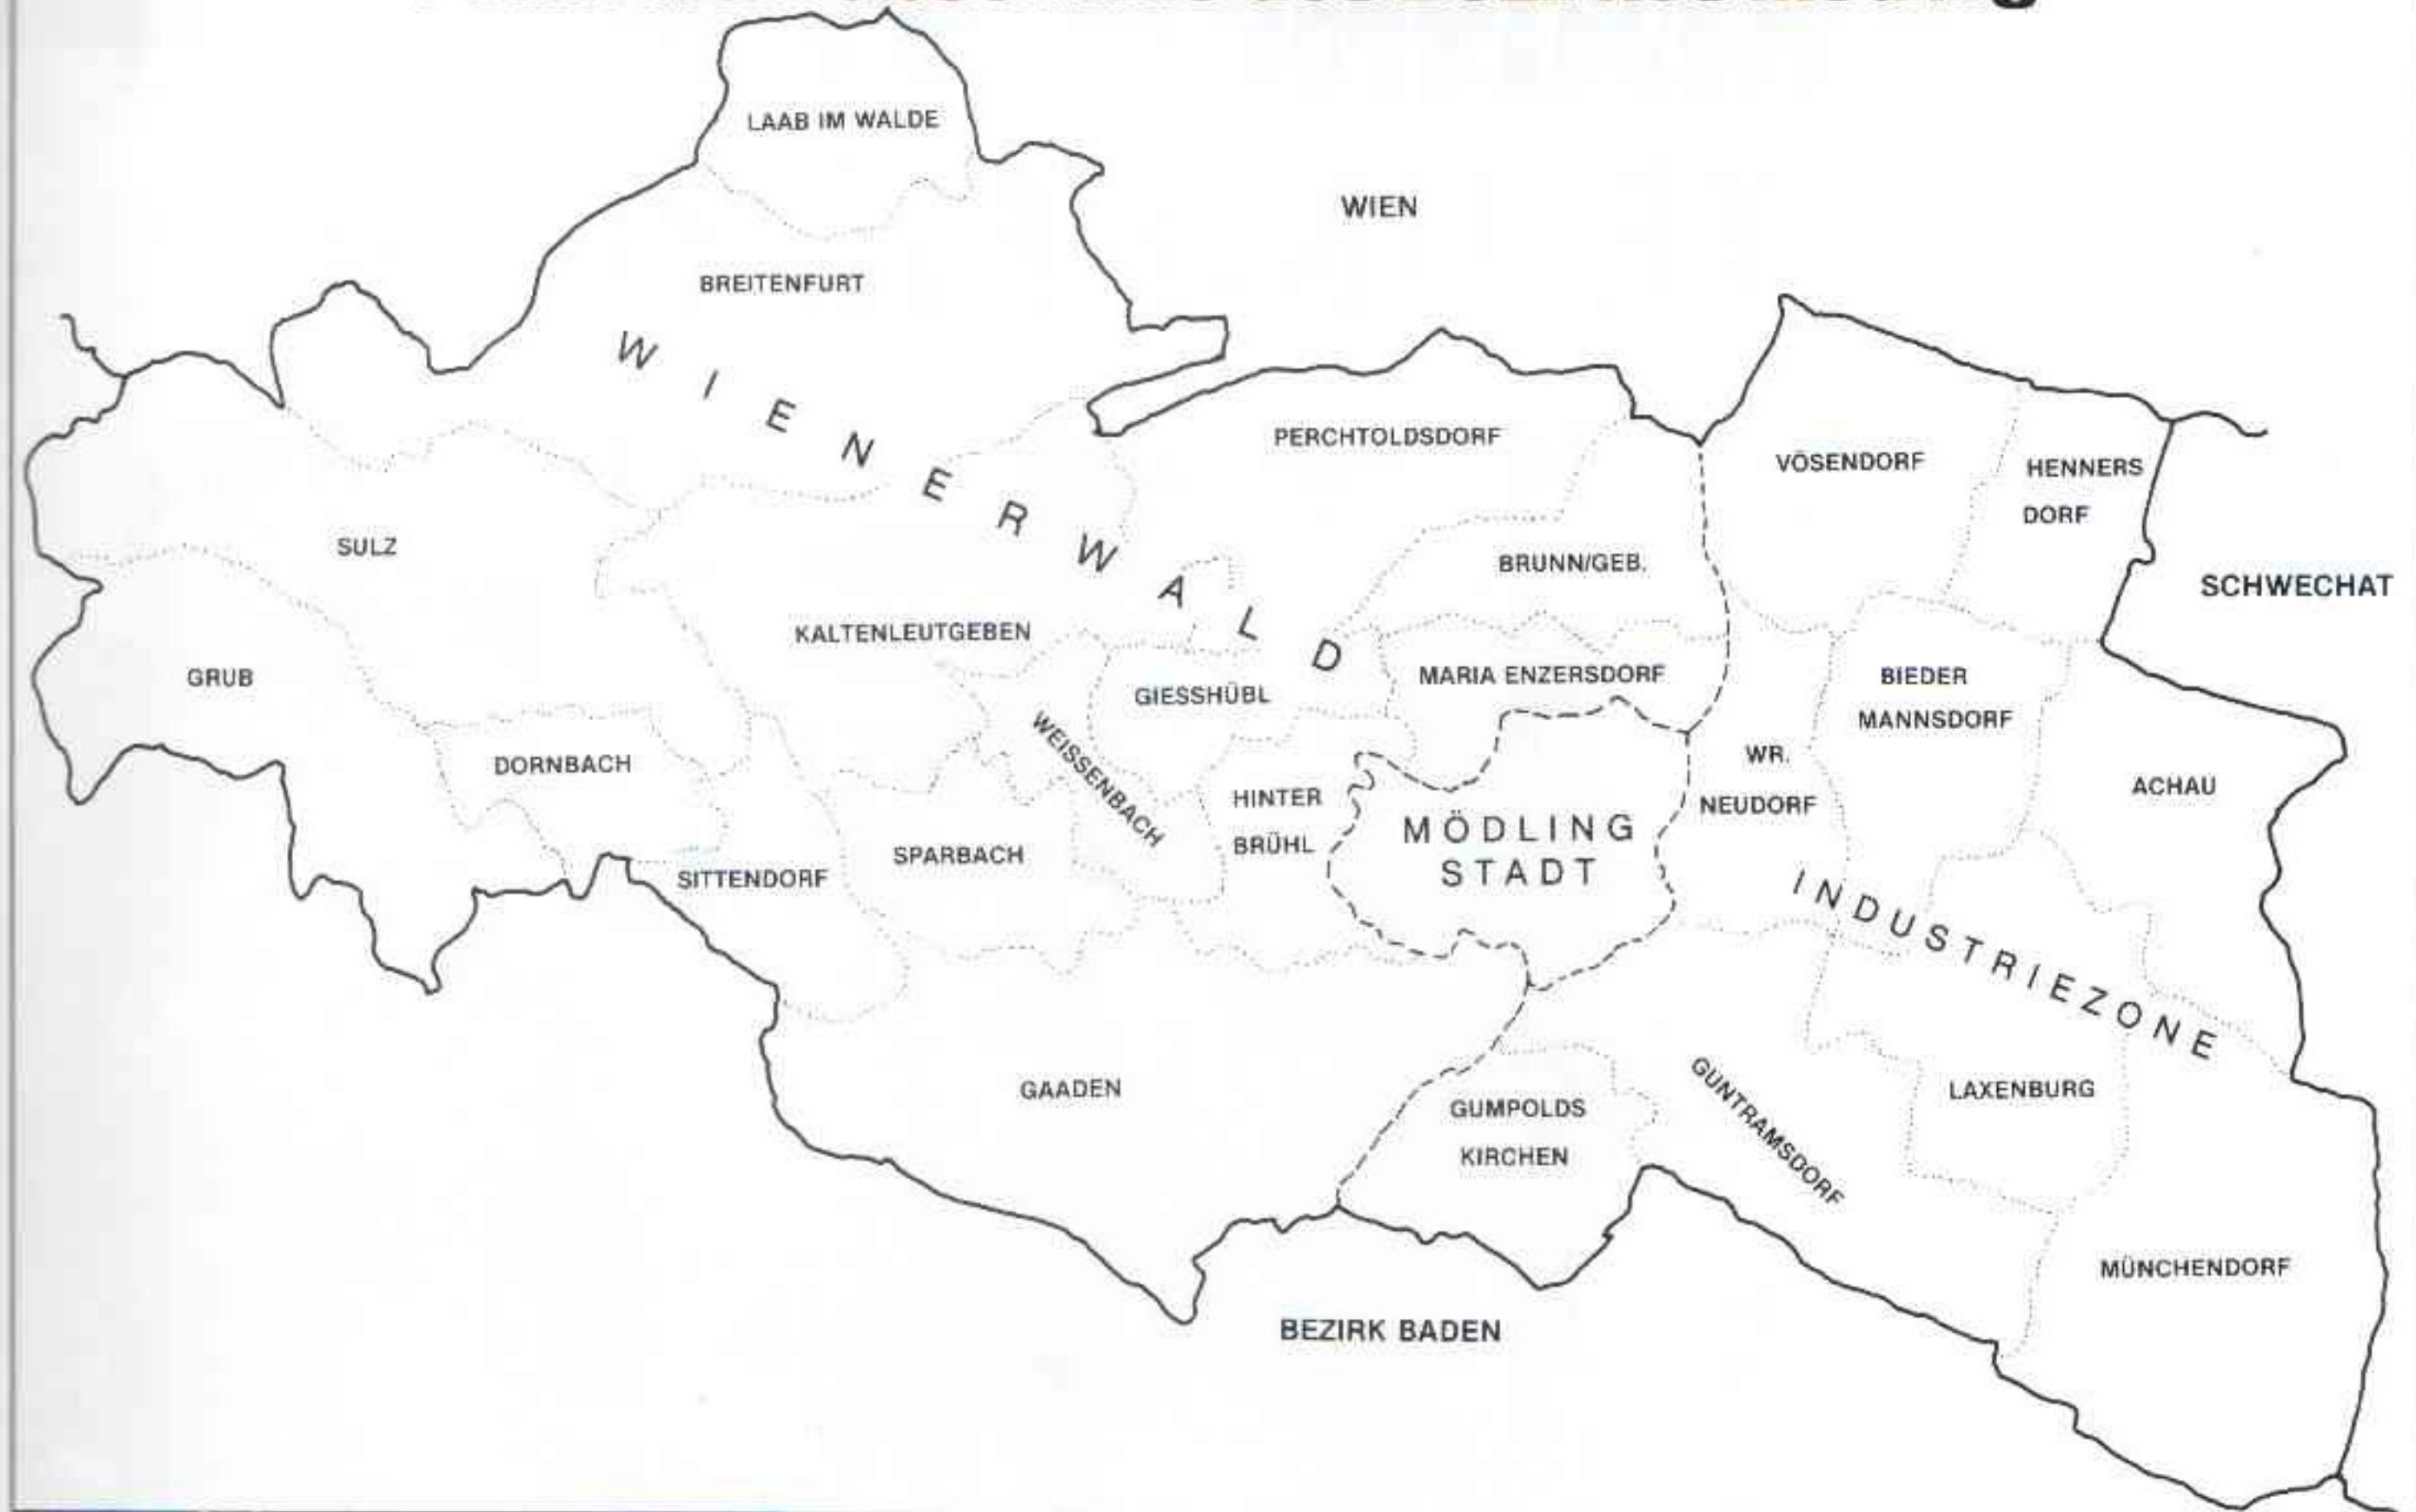 LAAB IM WALDE
WIEN
BREITENFURT
WIENERWALD
PERCHTOLDSDORF
VÖSENDORF
HENNERS
DORF
SULZ
BRUNN/GEB.
SCHWECHAT
KALTENLEUTGEBEN
GRUB
GIESSHÜBL
MARIA ENZERSDORF
BIEDER
MANNSDORF
DORNBACH
WEISSENBACH
WR.
NEUDORF
ACHAU
HINTER
BRÜHL
MÖDLING
STADT
SPARBACH
SITTENDORF
INDUSTRIEZONE
GAADEN
GUMPOLDS
KIRCHEN
GUNTRAMSDORF
LAXENBURG
MÜNCHENDORF
BEZIRK BADEN